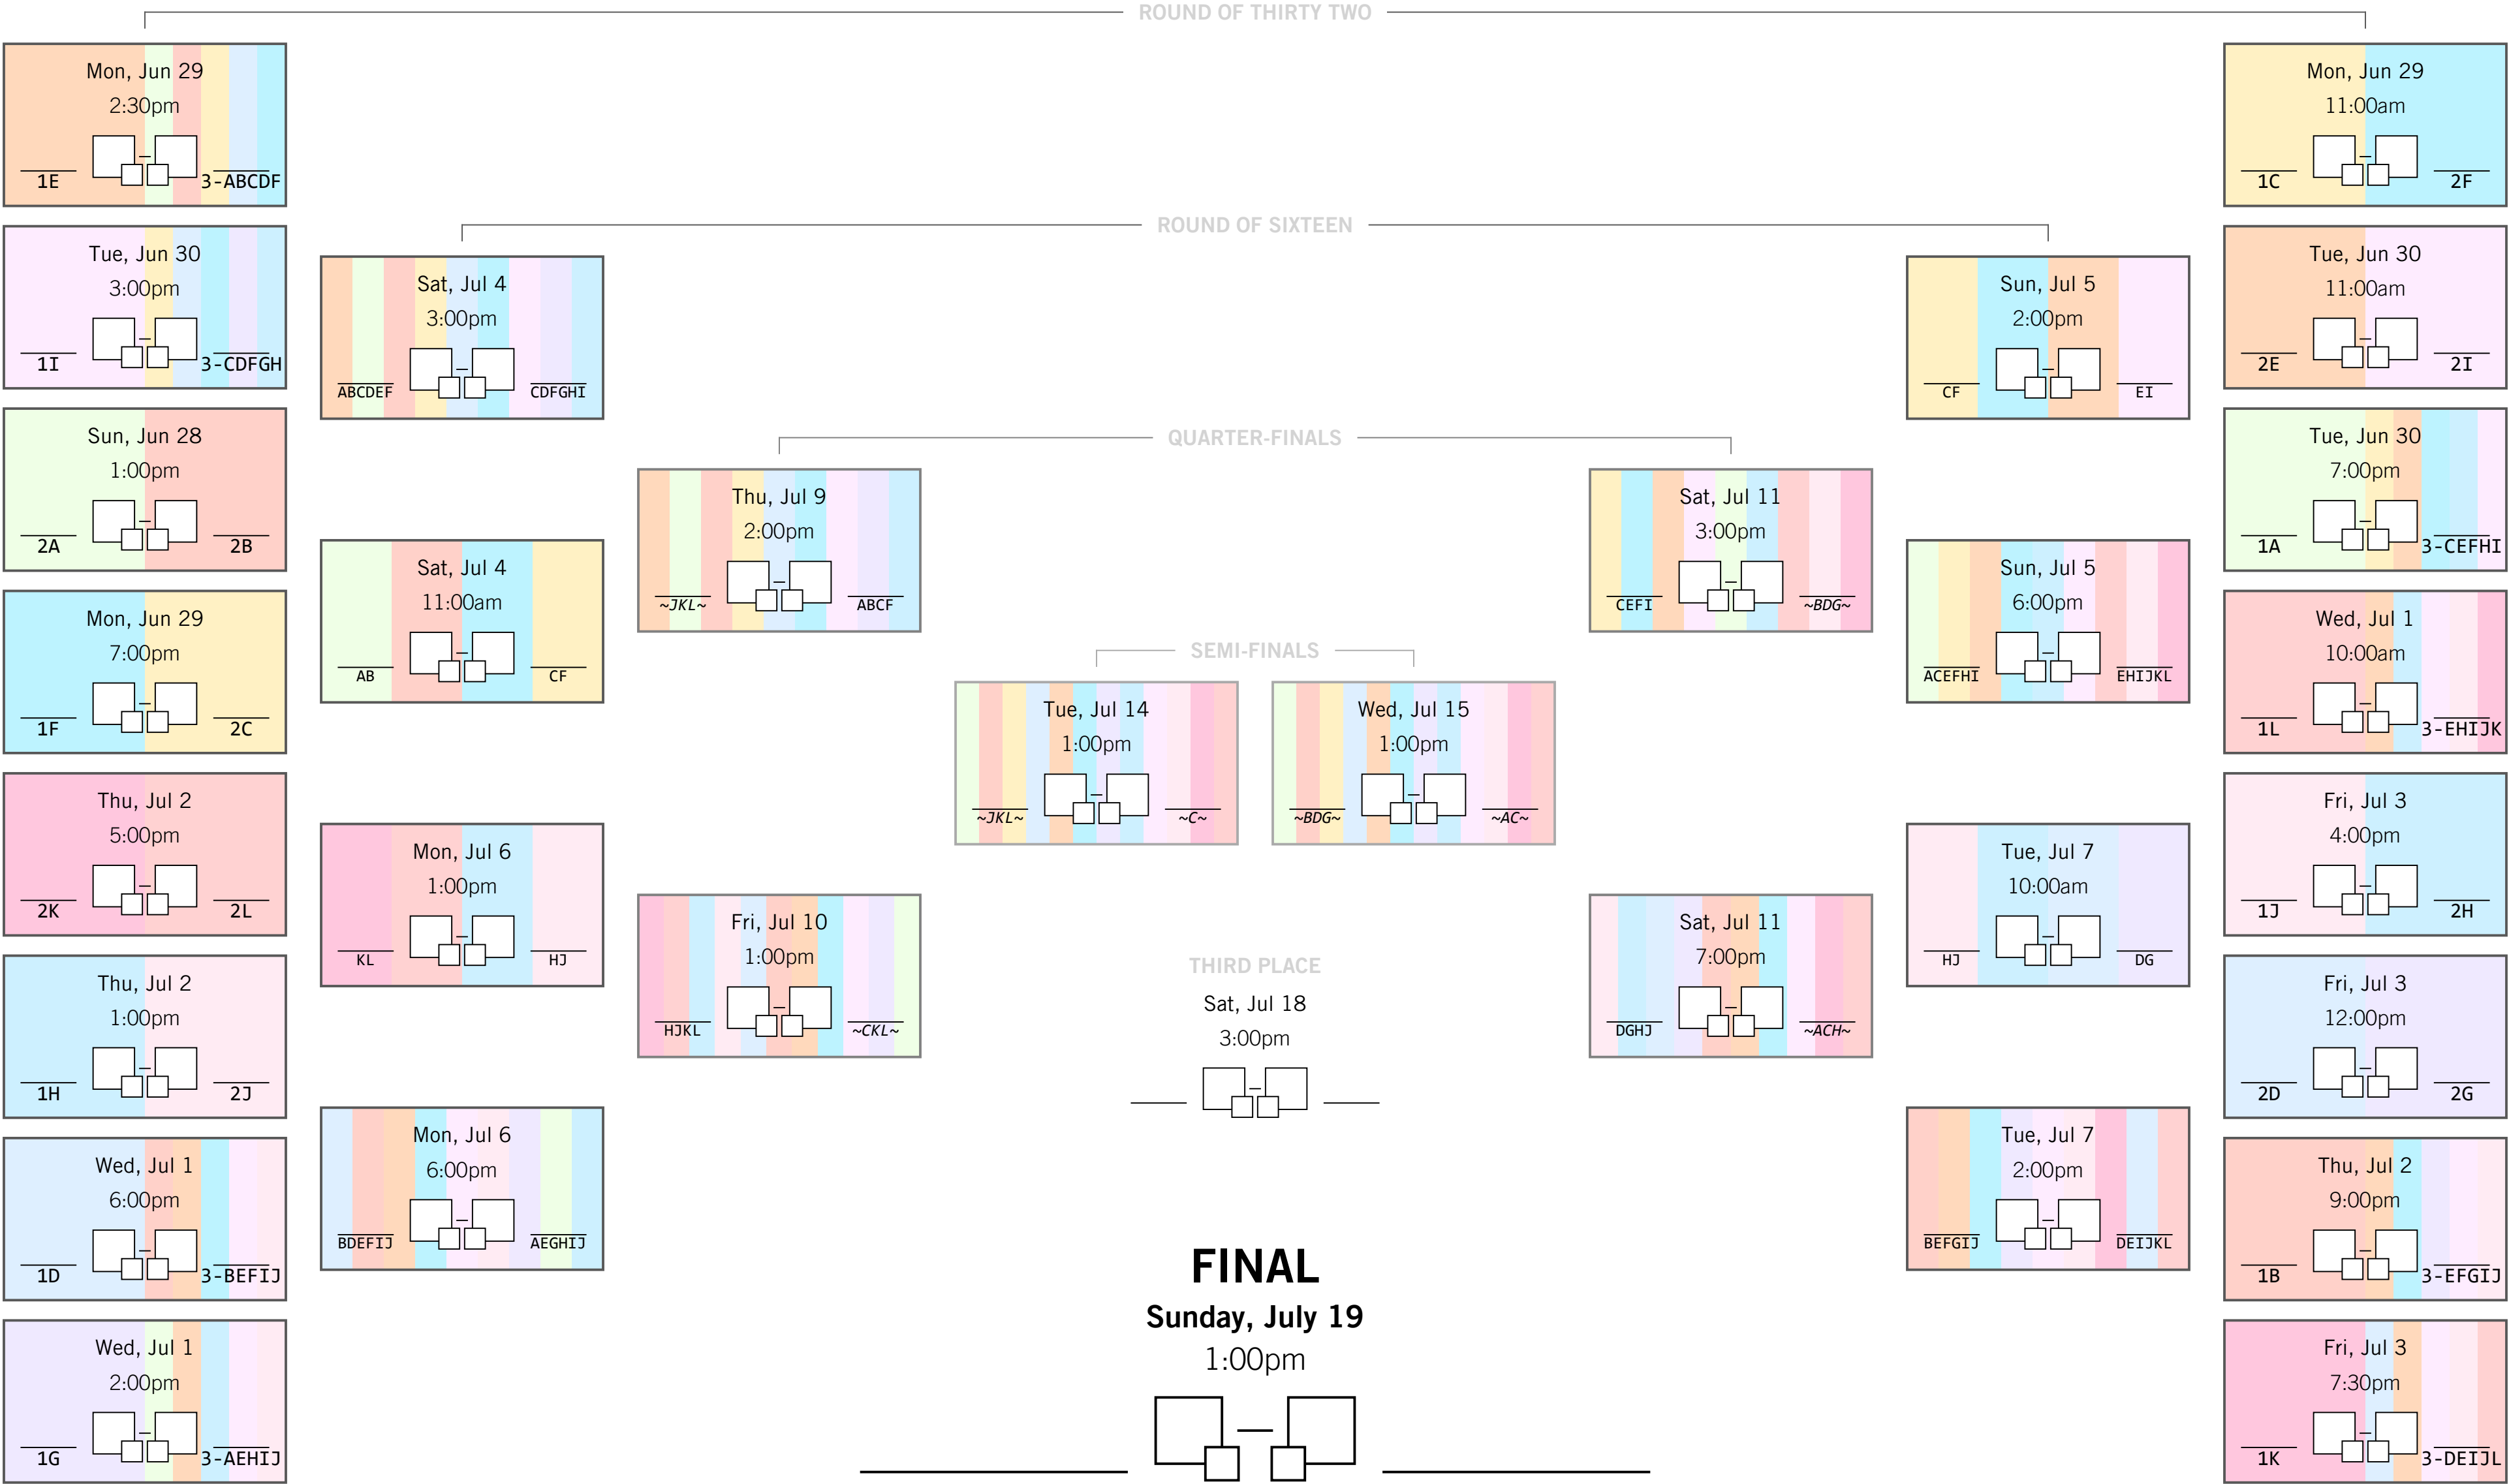 ROUND OF THIRTY TWO
Mon, Jun 29
2:30pm
1E
3-ABCDF
Mon, Jun 29
11:00am
1C
2F
ROUND OF SIXTEEN
Tue, Jun 30
3:00pm
1I
3-CDFGH
Sat, Jul 4
3:00pm
ABCDEF
CDFGHI
Sun, Jul 5
2:00pm
CF
EI
Tue, Jun 30
11:00am
2E
2I
QUARTER-FINALS
Sun, Jun 28
1:00pm
2A
2B
Thu, Jul 9
2:00pm
~JKL~
ABCF
Sat, Jul 11
3:00pm
CEFI
~BDG~
Tue, Jun 30
7:00pm
1A
3-CEFHI
Sat, Jul 4
11:00am
AB
CF
Sun, Jul 5
6:00pm
ACEFHI
EHIJKL
SEMI-FINALS
Mon, Jun 29
7:00pm
1F
2C
Tue, Jul 14
1:00pm
~JKL~
~C~
Wed, Jul 15
1:00pm
~BDG~
~AC~
Wed, Jul 1
10:00am
1L
3-EHIJK
Thu, Jul 2
5:00pm
2K
2L
Mon, Jul 6
1:00pm
KL
HJ
Tue, Jul 7
10:00am
HJ
DG
Fri, Jul 3
4:00pm
1J
2H
Fri, Jul 10
1:00pm
HJKL
~CKL~
Sat, Jul 11
7:00pm
DGHJ
~ACH~
THIRD PLACE
Sat, Jul 18
3:00pm
Thu, Jul 2
1:00pm
1H
2J
Fri, Jul 3
12:00pm
2D
2G
Mon, Jul 6
6:00pm
BDEFIJ
AEGHIJ
Tue, Jul 7
2:00pm
BEFGIJ
DEIJKL
Wed, Jul 1
6:00pm
1D
3-BEFIJ
Thu, Jul 2
9:00pm
1B
3-EFGIJ
FINAL
Sunday, July 19
1:00pm
Wed, Jul 1
2:00pm
1G
3-AEHIJ
Fri, Jul 3
7:30pm
1K
3-DEIJL